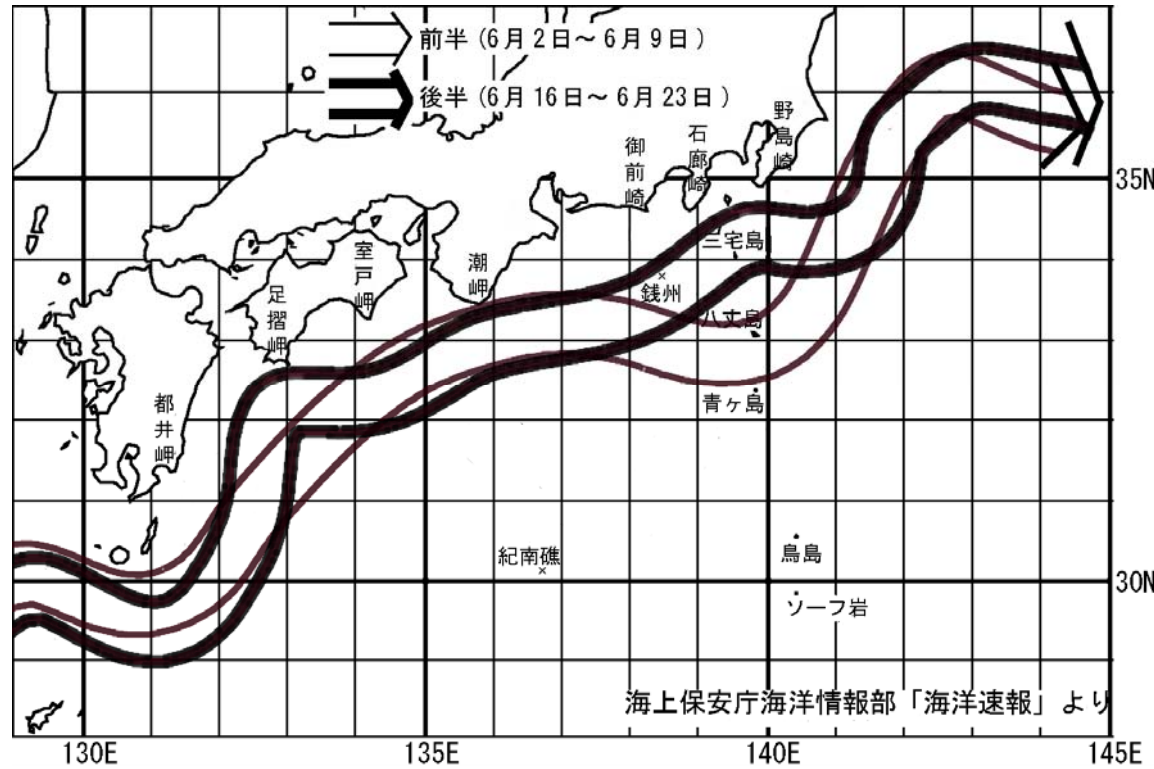 前半(6月2日～6月9日)
後半(6月16日～6月23日)
野島崎
石廊崎
御前崎
35N
三宅島
室戸岬
潮岬
銭州
足摺岬
八丈島
青ヶ島
都井岬
紀南礁
鳥島
30N
ソーフ岩
海上保安庁海洋情報部「海洋速報」より
130E
135E
140E
145E